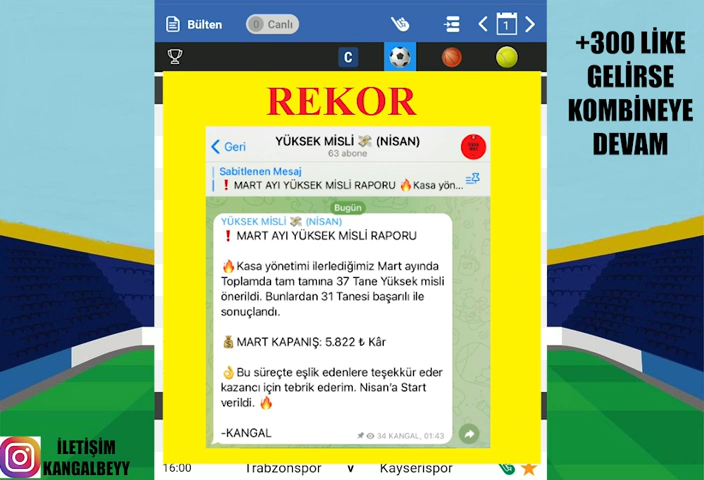 Bülten
0 Canlı
1
C
+300 LİKE
GELİRSE
KOMBİNEYE
DEVAM
REKOR
Geri
YÜKSEK MİSLİ 💸 (NİSAN)
63 abone
Sabitlenen Mesaj
❗ MART AYI YÜKSEK MİSLİ RAPORU 🔥Kasa yön...
Bugün
YÜKSEK MİSLİ 💸 (NİSAN)
❗ MART AYI YÜKSEK MİSLİ RAPORU
🔥Kasa yönetimi ilerlediğimiz Mart ayında
Toplamda tam tamına 37 Tane Yüksek misli
önerildi. Bunlardan 31 Tanesi başarılı ile
sonuçlandı.
💰MART KAPANIŞ: 5.822 ₺ Kâr
👌Bu süreçte eşlik edenlere teşekkür eder
kazancı için tebrik ederim. Nisan'a Start
verildi. 🔥
-KANGAL
34 KANGAL, 01:43
16:00 Trabzonspor v Kayserispor
İLETİŞİM
KANGALBEYY